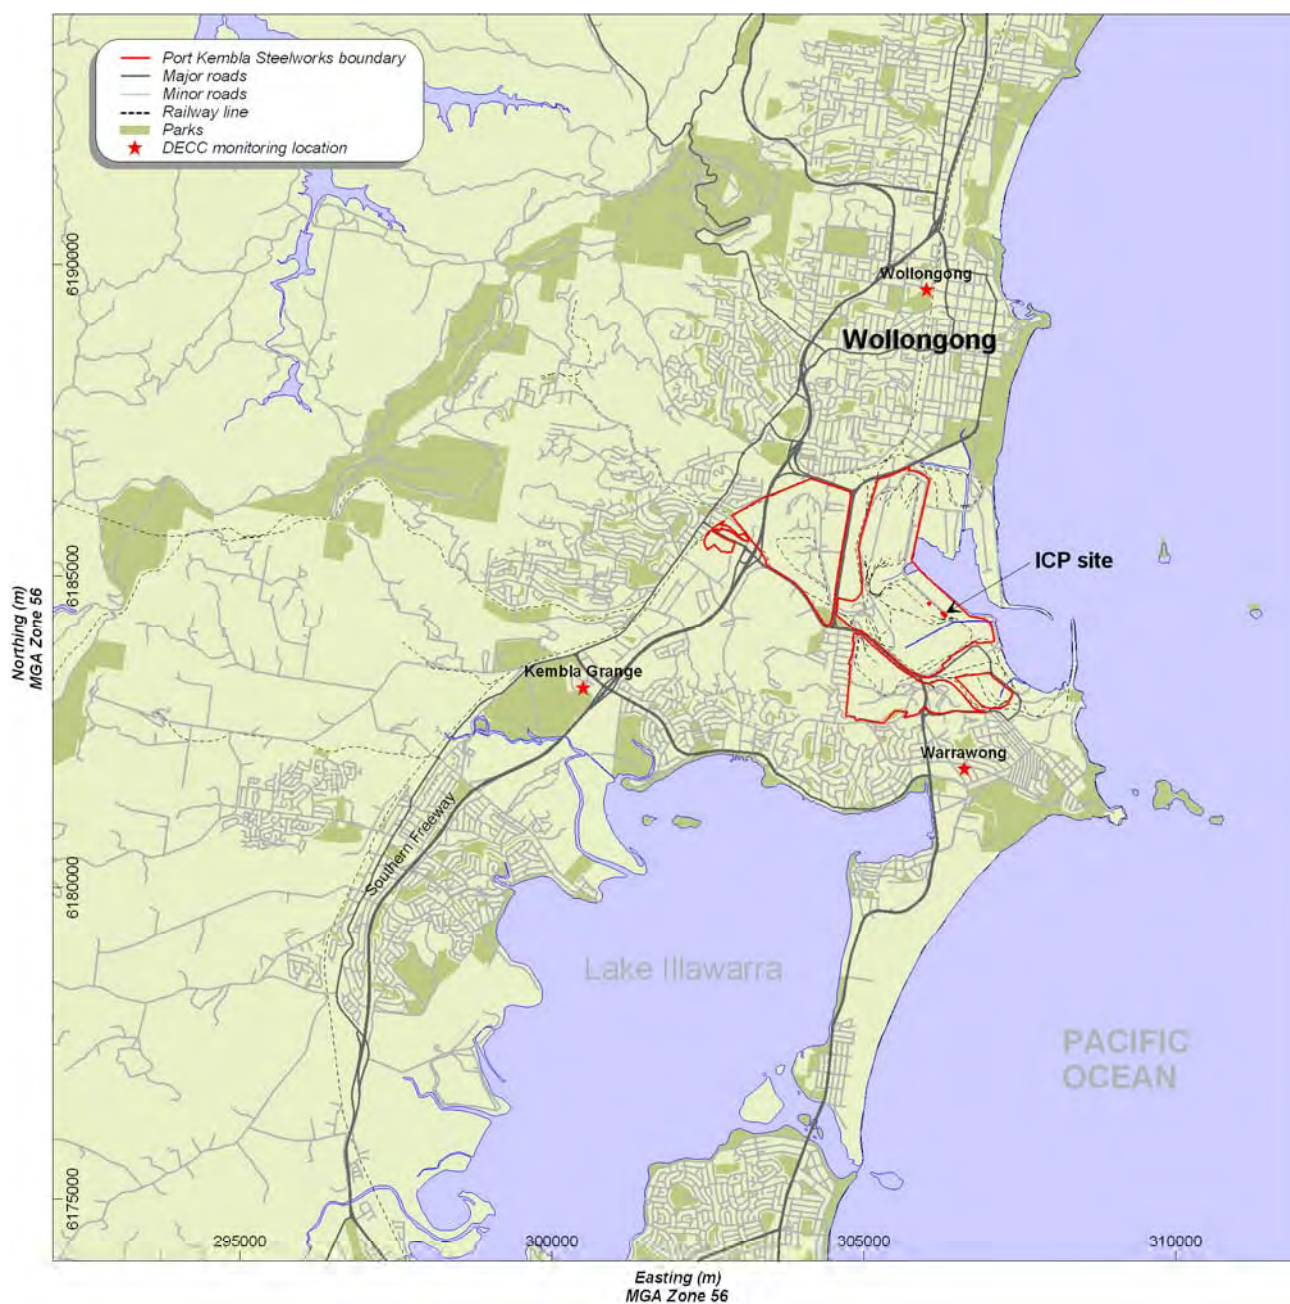 Port Kembla Steelworks boundary
Major roads
Minor roads
Railway line
Parks
DECC monitoring location
6190000
Wollongong
Wollongong
ICP site
6185000
Northing (m)
MGA Zone 56
Kembla Grange
Warrawong
Southern Freeway
6180000
Lake Illawarra
PACIFIC
OCEAN
6175000
295000
300000
305000
310000
Easting (m)
MGA Zone 56